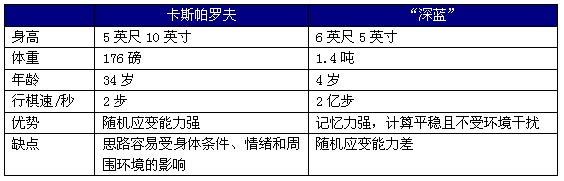 卡斯帕罗夫 “深蓝”
身高 5 英尺 10 英寸 6 英尺 5 英寸
体重 176 磅 1.4 吨
年龄 34 岁 4 岁
行棋速/秒 2 步 2 亿步
优势 随机应变能力强 记忆力强，计算平稳且不受环境干扰
缺点 思路容易受身体条件、情绪和周 随机应变能力差
围环境的影响